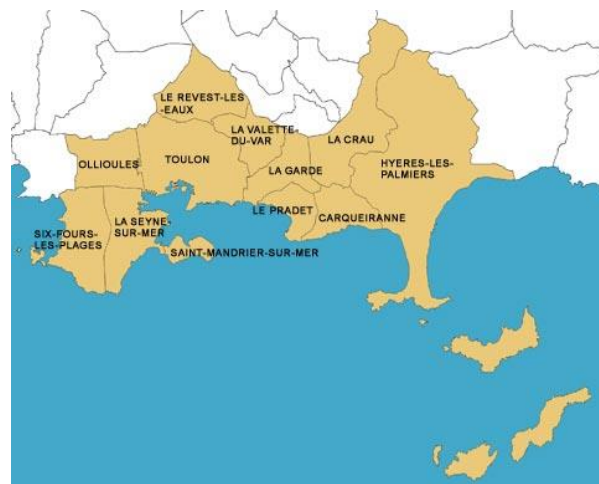 LE REVEST-LES
-EAUX
LA VALETTE-
-DU-VAR
LA CRAU
OLLIOULES
TOULON
HYERES-LES-
PALMIERS
LA GARDE
LE PRADET
CARQUEIRANNE
LA SEYNE-
SUR-MER
SIX-FOURS-
LES-PLAGES
SAINT-MANDRIER-SUR-MER